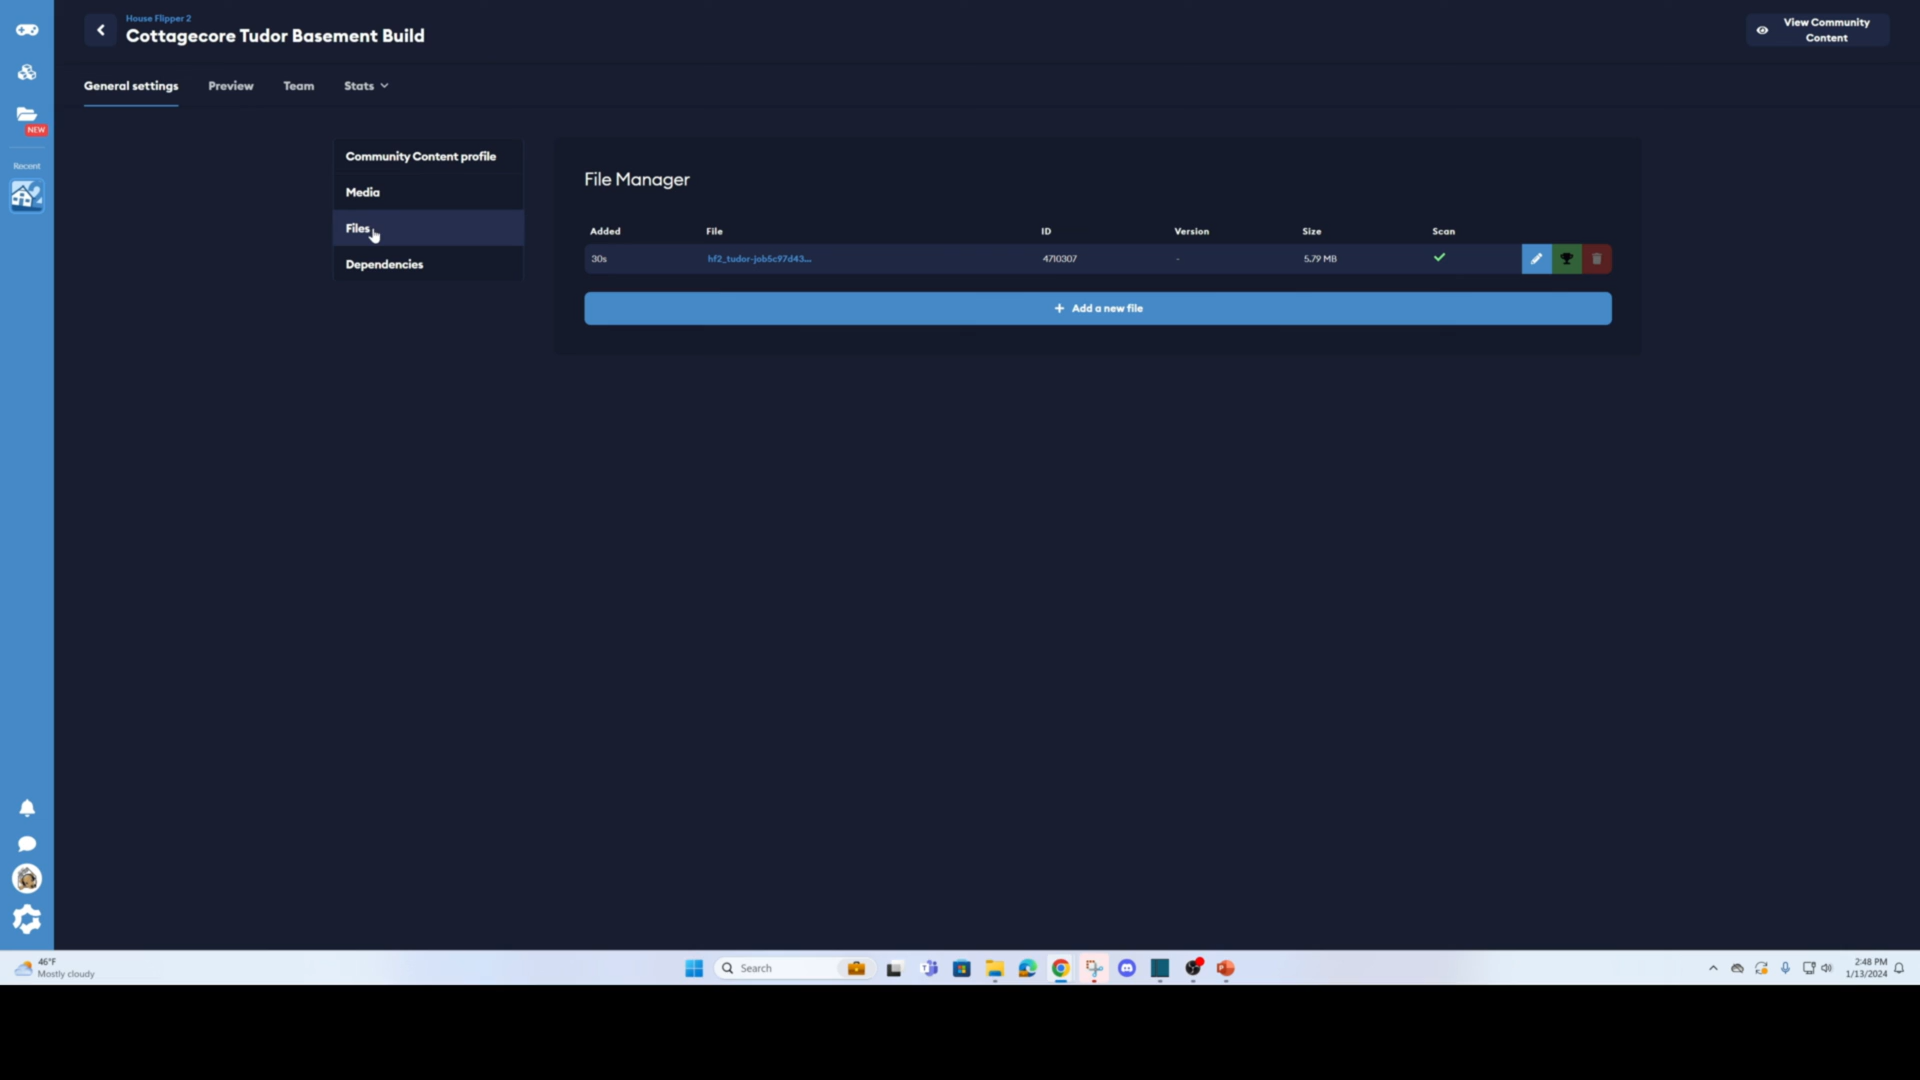 House Flipper 2
Cottagecore Tudor Basement Build
View Community
Content
General settings
Preview
Team
Stats
NEW
Recent
Community Content profile
Media
Files
Dependencies
File Manager
Added File ID Version Size Scan
30s hf2_tudor-job5c97d43... 4710307 - 5.79 MB
+ Add a new file
46°F
Mostly cloudy
Search
2:48 PM
1/13/2024